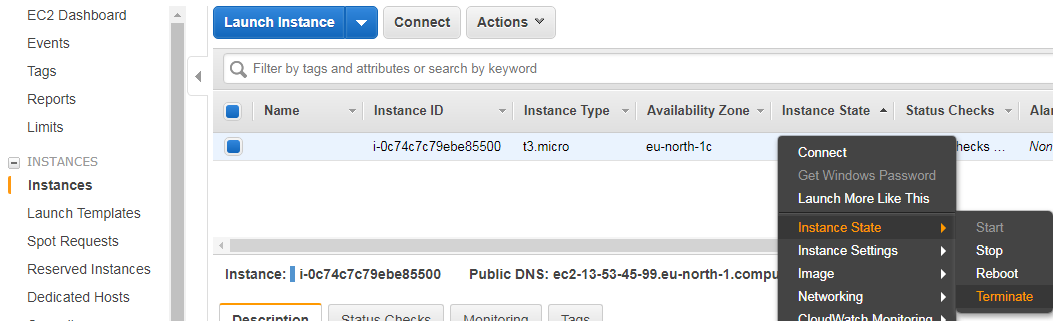 EC2 Dashboard
Events
Tags
Reports
Limits
INSTANCES
Instances
Launch Templates
Spot Requests
Reserved Instances
Dedicated Hosts
Launch Instance Connect Actions
Filter by tags and attributes or search by keyword
Name Instance ID Instance Type Availability Zone Instance State Status Checks
i-0c74c7c79ebe85500 t3.micro eu-north-1c hecks ... Non
Connect
Get Windows Password
Launch More Like This
Instance State
Instance Settings
Image
Networking
CloudWatch Monitoring
Start
Stop
Reboot
Terminate
Instance: i-0c74c7c79ebe85500 Public DNS: ec2-13-53-45-99.eu-north-1.compu
Description Status Checks Monitoring Tags